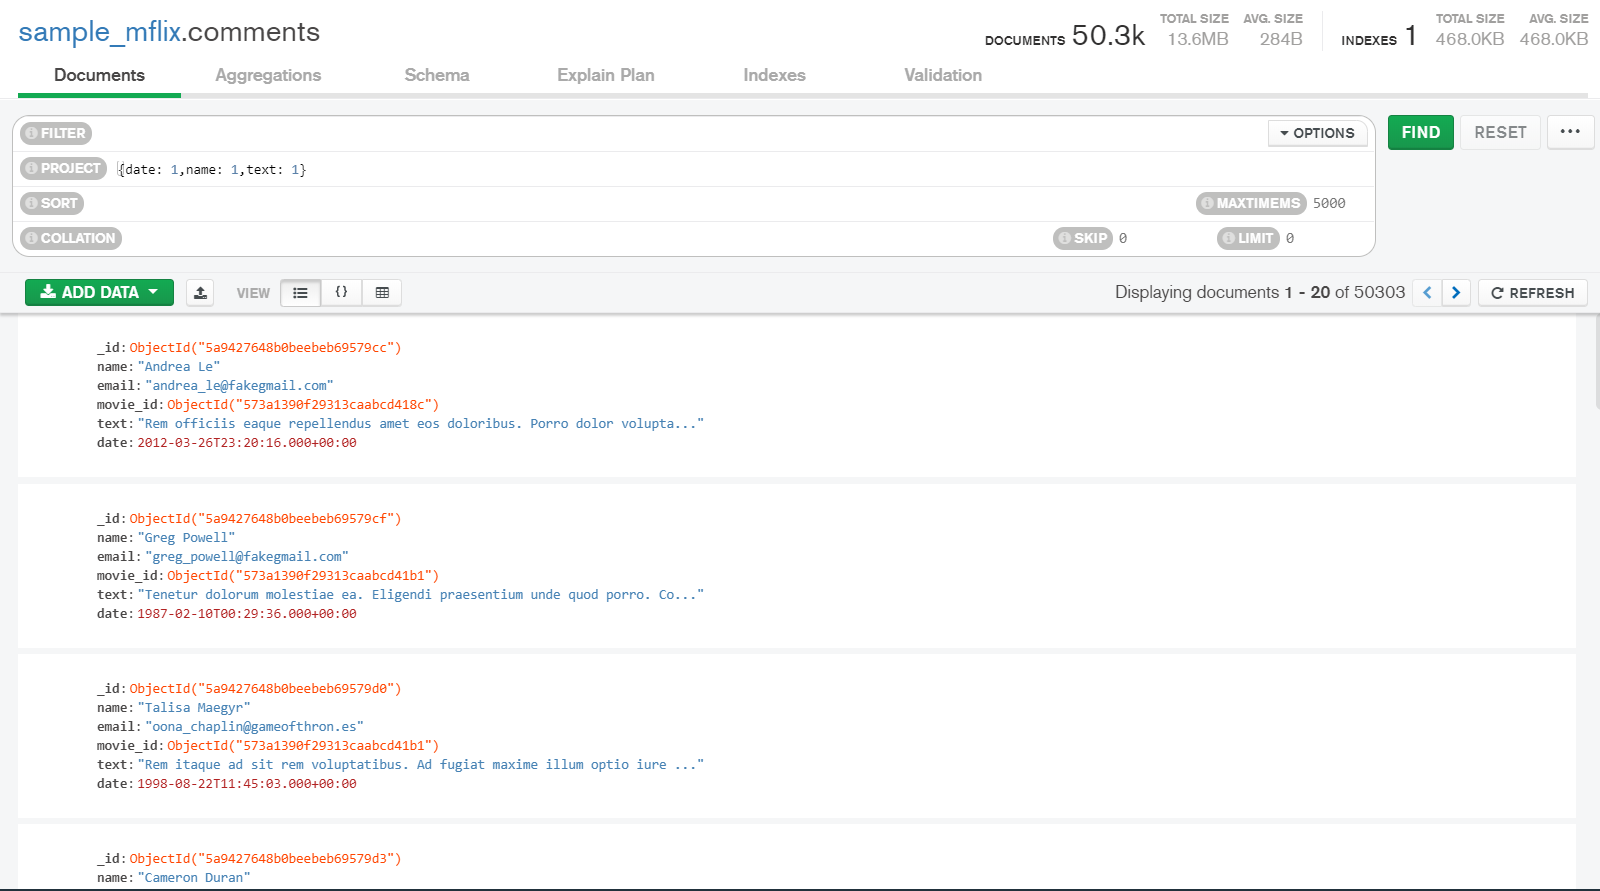 sample_mflix.comments
DOCUMENTS 50.3k TOTAL SIZE 13.6MB AVG. SIZE 284B INDEXES 1 TOTAL SIZE 468.0KB AVG. SIZE 468.0KB
Documents Aggregations Schema Explain Plan Indexes Validation
FILTER OPTIONS FIND RESET ...
PROJECT {date: 1,name: 1,text: 1}
SORT MAXTIMEMS 5000
COLLATION SKIP 0 LIMIT 0
ADD DATA VIEW {} Displaying documents 1 - 20 of 50303 < > REFRESH
_id: ObjectId("5a9427648b0beebeb69579cc")
name: "Andrea Le"
email: "andrea_le@fakegmail.com"
movie_id: ObjectId("573a1390f29313caabcd418c")
text: "Rem officiis eaque repellendus amet eos doloribus. Porro dolor volupta..."
date: 2012-03-26T23:20:16.000+00:00
_id: ObjectId("5a9427648b0beebeb69579cf")
name: "Greg Powell"
email: "greg_powell@fakegmail.com"
movie_id: ObjectId("573a1390f29313caabcd41b1")
text: "Tenetur dolorum molestiae ea. Eligendi praesentium unde quod porro. Co..."
date: 1987-02-10T00:29:36.000+00:00
_id: ObjectId("5a9427648b0beebeb69579d0")
name: "Talisa Maegyr"
email: "oona_chaplin@gameofthron.es"
movie_id: ObjectId("573a1390f29313caabcd41b1")
text: "Rem itaque ad sit rem voluptatibus. Ad fugiat maxime illum optio iure ..."
date: 1998-08-22T11:45:03.000+00:00
_id: ObjectId("5a9427648b0beebeb69579d3")
name: "Cameron Duran"